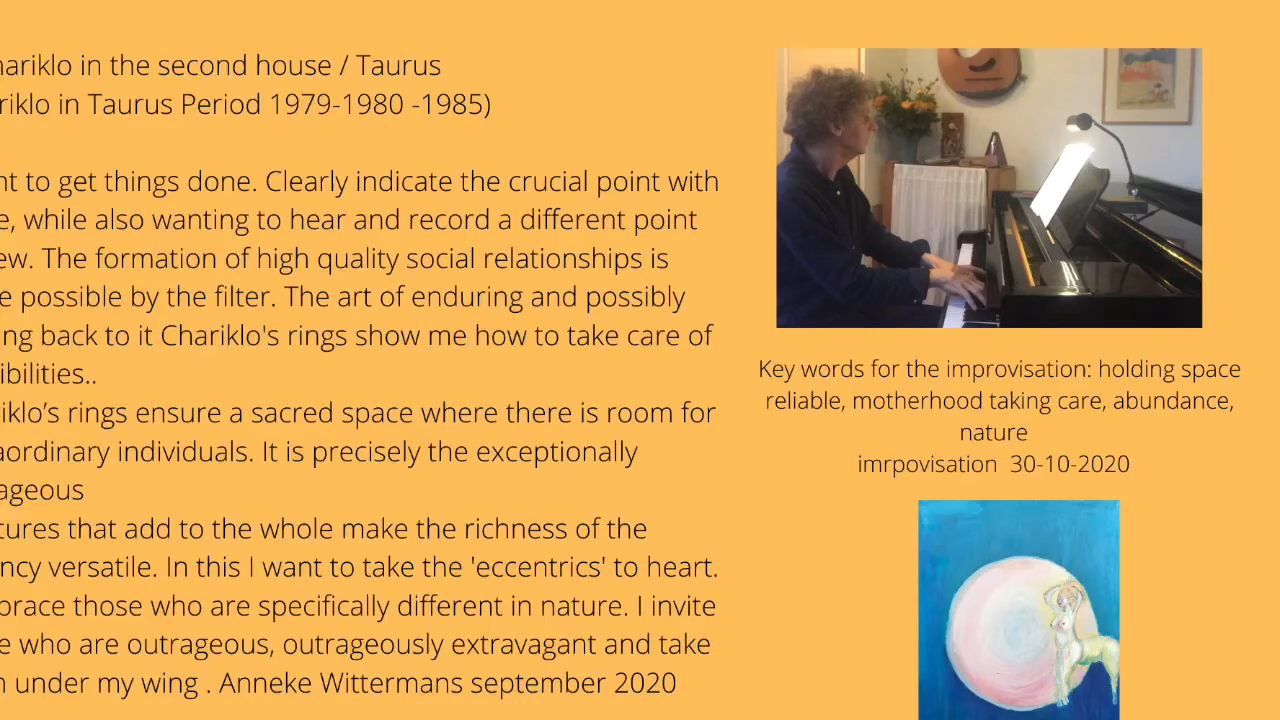 hariklo in the second house / Taurus
riklo in Taurus Period 1979-1980 -1985)
nt to get things done. Clearly indicate the crucial point with
e, while also wanting to hear and record a different point
ew. The formation of high quality social relationships is
e possible by the filter. The art of enduring and possibly
ng back to it Chariklo's rings show me how to take care of
ibilities..
iklo’s rings ensure a sacred space where there is room for
aordinary individuals. It is precisely the exceptionally
ageous
tures that add to the whole make the richness of the
ncy versatile. In this I want to take the 'eccentrics' to heart.
brace those who are specifically different in nature. I invite
e who are outrageous, outrageously extravagant and take
n under my wing . Anneke Wittermans september 2020
Key words for the improvisation: holding space
reliable, motherhood taking care, abundance,
nature
imrpovisation 30-10-2020